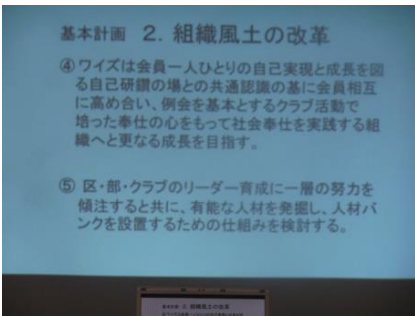 基本計画 2. 組織風土の改革
④ ワイズは会員一人ひとりの自己実現と成長を図
る自己研鑽の場との共通認識の基に会員相互
に高め合い、例会を基本とするクラブ活動で
培った奉仕の心をもって社会奉仕を実践する組
織へと更なる成長を目指す。
⑤ 区・部・クラブのリーダー育成に一層の努力を
傾注すると共に、有能な人材を発掘し、人材バ
ンクを設置するための仕組みを検討する。
2. 組織風土の改革